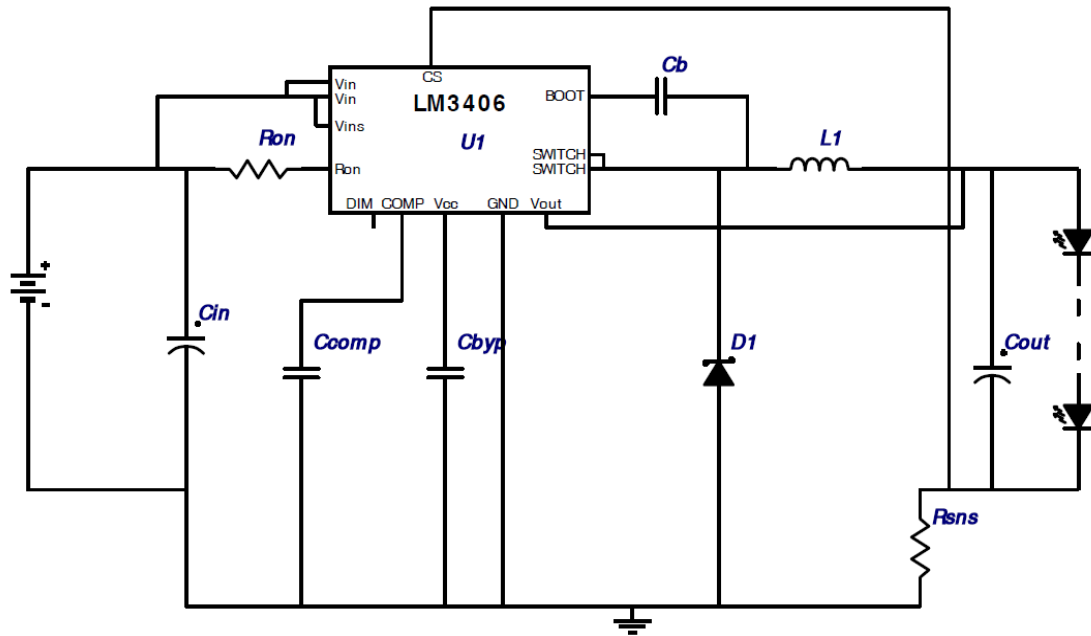 Cb
CS
Vin
LM3406
BOOT
Vin
Vins
Ron
U1
L1
SWITCH
Ron
SWITCH
DIM COMP Vcc GND Vout
+
-
Cin
Ccomp
Cbyp
D1
Cout
Rsns